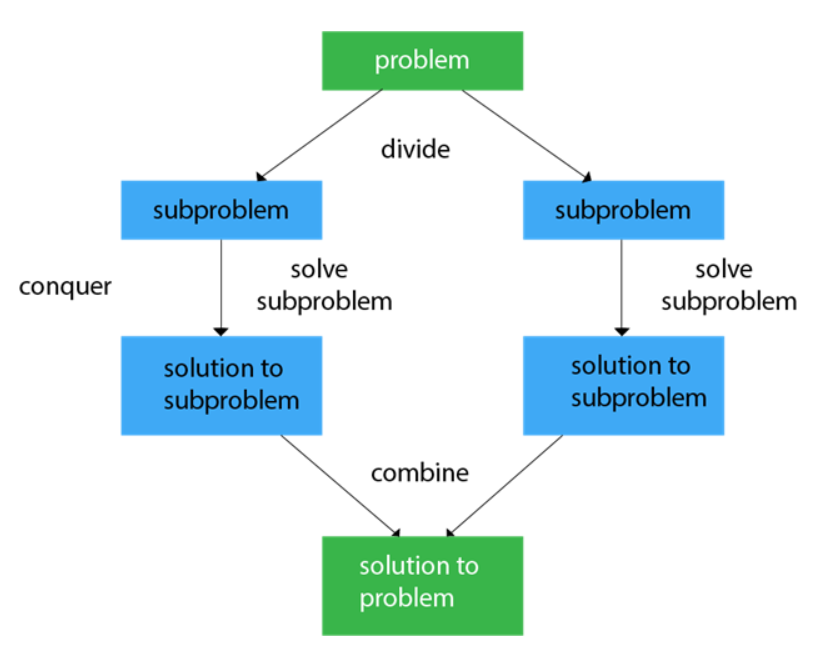 problem
divide
subproblem
subproblem
conquer
solve
subproblem
solve
subproblem
solution to
subproblem
solution to
subproblem
combine
solution to
problem